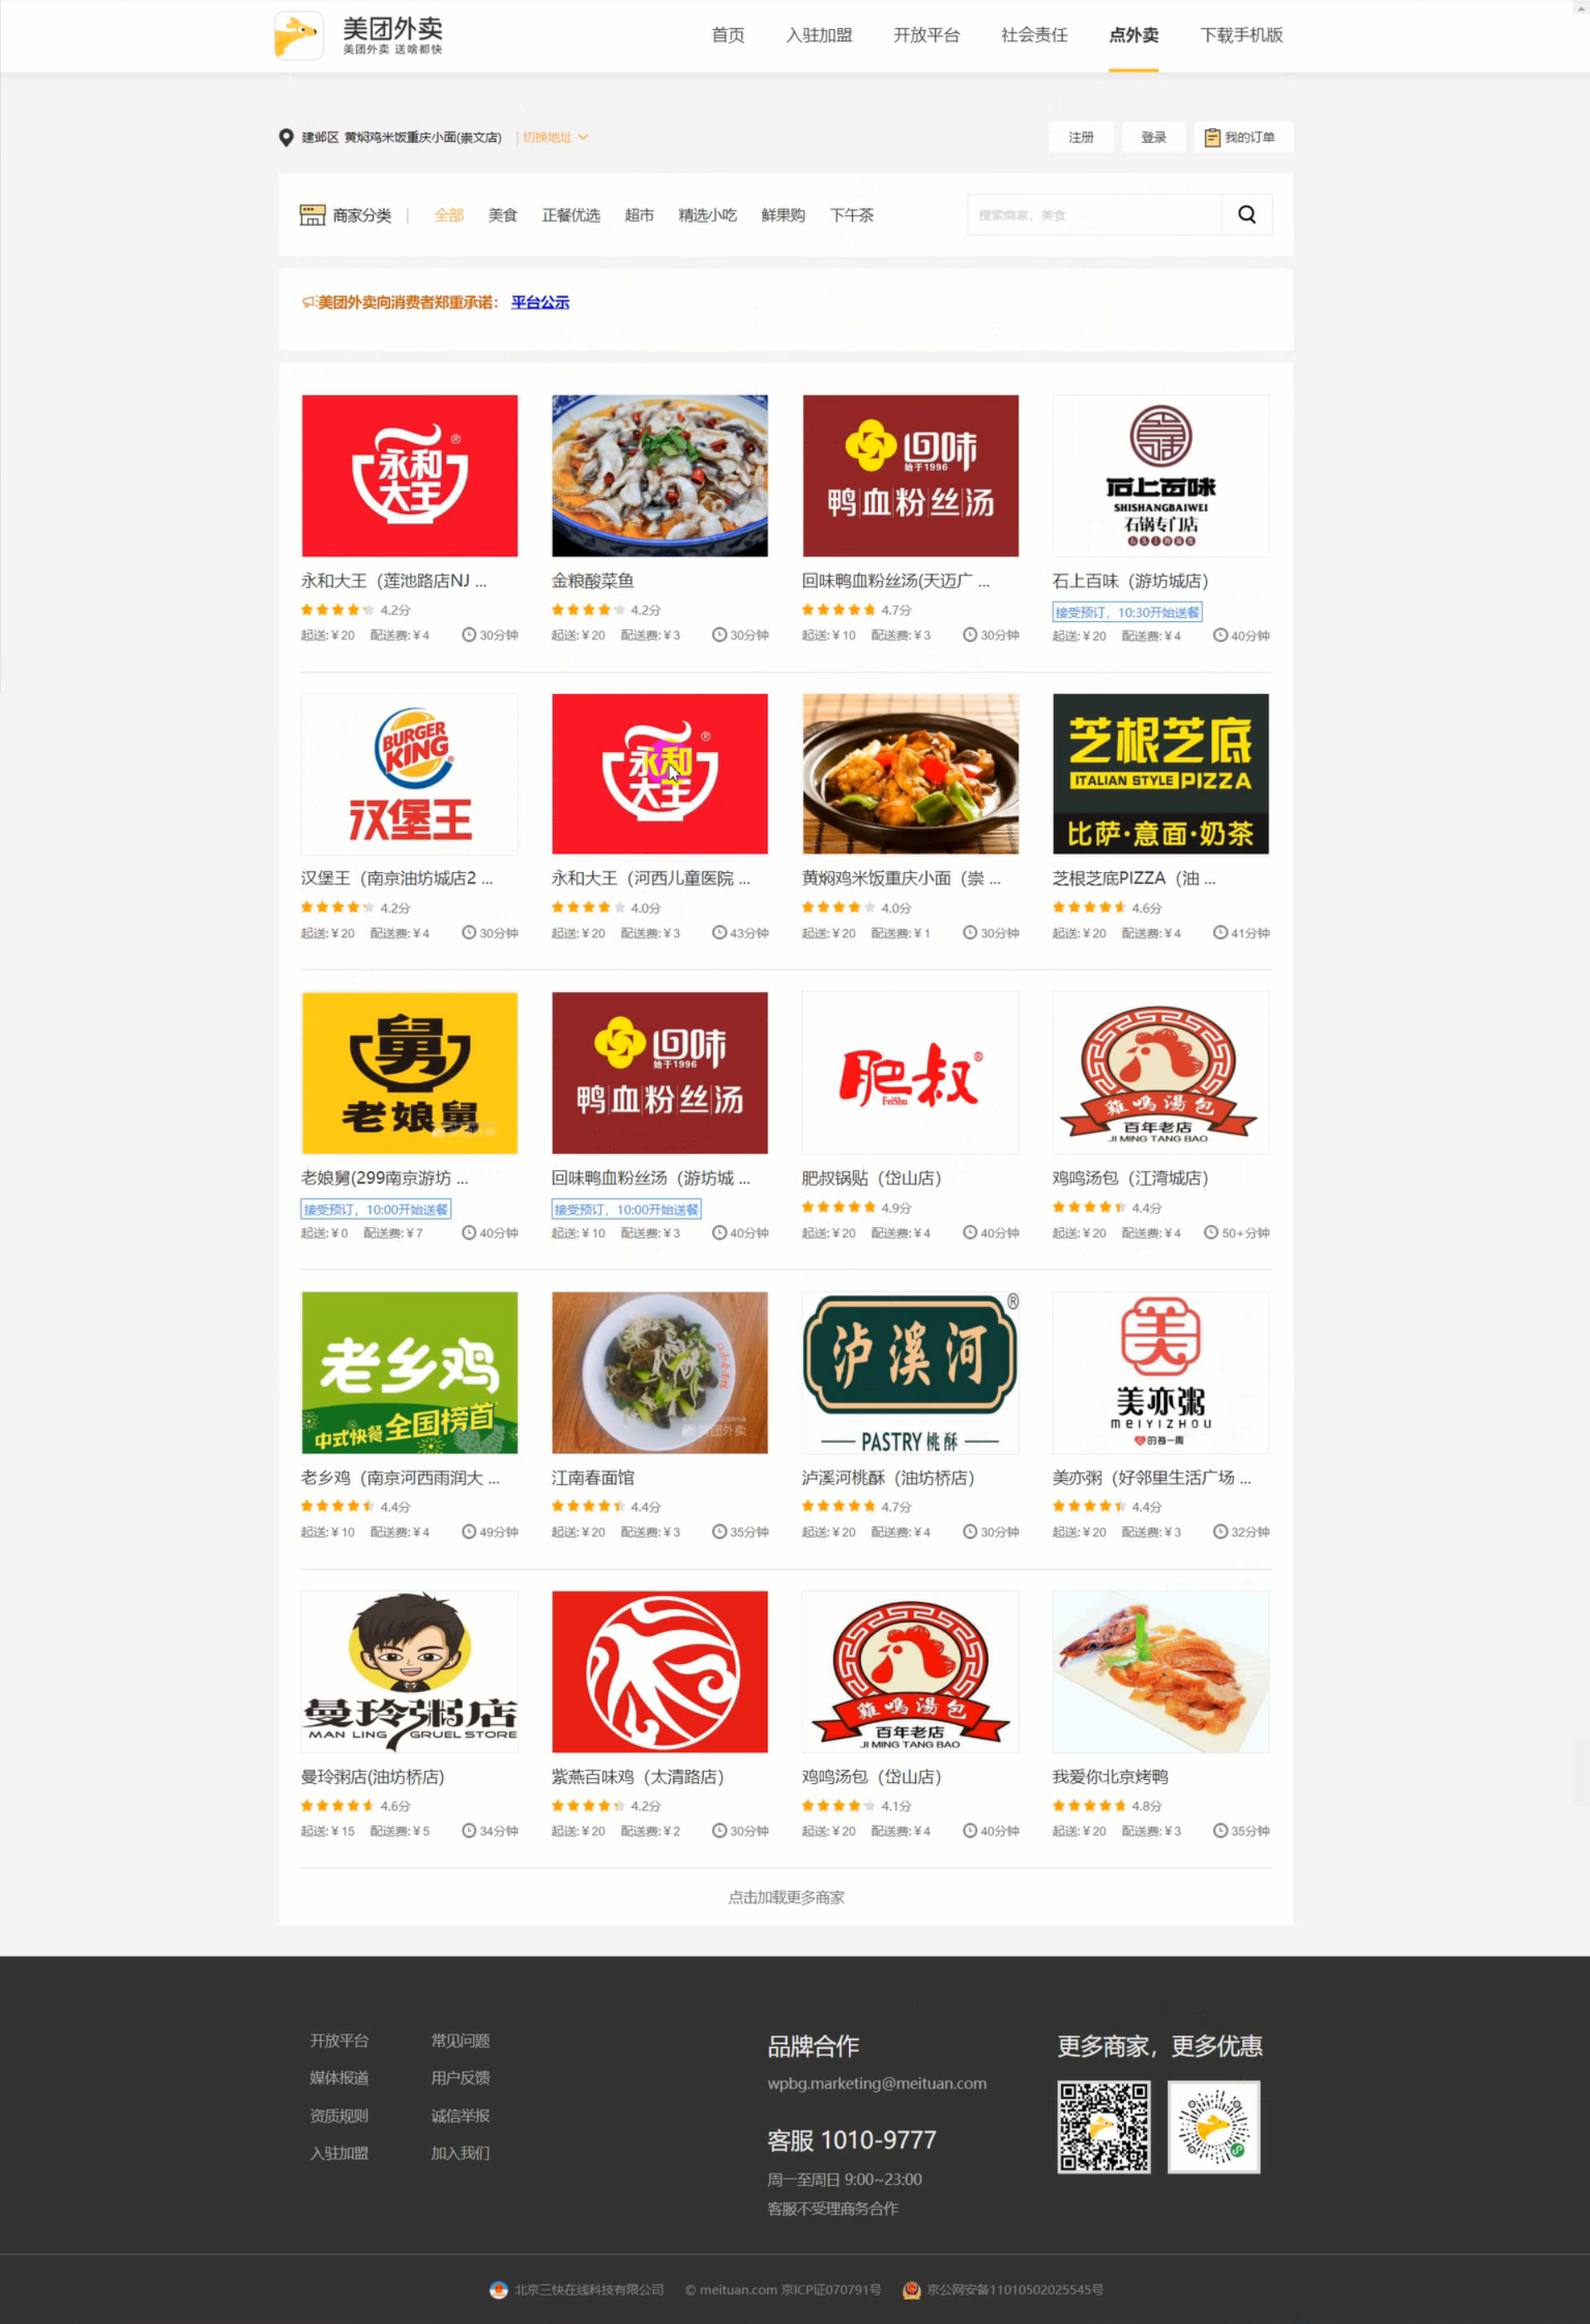 美团外卖
美团外卖 送啥都快
首页 入驻加盟 开放平台 社会责任 点外卖 下载手机版
建邺区 黄焖鸡米饭重庆小面(崇文店) | 切换地址
注册 登录 我的订单
商家分类 | 全部 美食 正餐优选 超市 精选小吃 鲜果购 下午茶
搜索商家，美食
美团外卖向消费者郑重承诺： 平台公示
永和
大王
®
回味
始于1996
鸭血粉丝汤
石上百味
SHISHANGBAIWEI
石锅专门店
永和大王（莲池路店NJ ...
4.2分
起送:￥20 配送费:￥4 30分钟
金粮酸菜鱼
4.2分
起送:￥20 配送费:￥3 30分钟
回味鸭血粉丝汤(天迈广 ...
4.7分
起送:￥10 配送费:￥3 30分钟
石上百味（游坊城店）
接受预订，10:30开始送餐
起送:￥20 配送费:￥4 40分钟
BURGER
KING
®
汉堡王
永和
大王
®
芝根芝底
ITALIAN STYLE PIZZA
比萨·意面·奶茶
汉堡王（南京油坊城店2 ...
4.2分
起送:￥20 配送费:￥4 30分钟
永和大王（河西儿童医院 ...
4.0分
起送:￥20 配送费:￥3 43分钟
黄焖鸡米饭重庆小面（崇 ...
4.0分
起送:￥20 配送费:￥1 30分钟
芝根芝底PIZZA（油 ...
4.6分
起送:￥20 配送费:￥4 41分钟
舅
老娘舅
回味
始于1996
鸭血粉丝汤
肥叔
®
FeiShu
雞鳴湯包
百年老店
JI MING TANG BAO
老娘舅(299南京游坊 ...
接受预订，10:00开始送餐
起送:￥0 配送费:￥7 40分钟
回味鸭血粉丝汤（游坊城 ...
接受预订，10:00开始送餐
起送:￥10 配送费:￥3 40分钟
肥叔锅贴（岱山店）
4.9分
起送:￥20 配送费:￥4 40分钟
鸡鸣汤包（江湾城店）
4.4分
起送:￥20 配送费:￥4 50+分钟
老乡鸡
中式快餐 全国榜首
美团外卖
泸溪河
®
PASTRY 桃酥
美
美亦粥
MEIYIZHOU
的每一周
老乡鸡（南京河西雨润大 ...
4.4分
起送:￥10 配送费:￥4 49分钟
江南春面馆
4.4分
起送:￥20 配送费:￥3 35分钟
泸溪河桃酥（油坊桥店）
4.7分
起送:￥20 配送费:￥4 30分钟
美亦粥（好邻里生活广场 ...
4.4分
起送:￥20 配送费:￥3 32分钟
曼玲粥店
MAN LING GRUEL STORE
雞鳴湯包
百年老店
JI MING TANG BAO
曼玲粥店(油坊桥店)
4.6分
起送:￥15 配送费:￥5 34分钟
紫燕百味鸡（太清路店）
4.2分
起送:￥20 配送费:￥2 30分钟
鸡鸣汤包（岱山店）
4.1分
起送:￥20 配送费:￥4 40分钟
我爱你北京烤鸭
4.8分
起送:￥20 配送费:￥3 35分钟
点击加载更多商家
开放平台 常见问题
媒体报道 用户反馈
资质规则 诚信举报
入驻加盟 加入我们
品牌合作
wpbg.marketing@meituan.com
客服 1010-9777
周一至周日 9:00~23:00
客服不受理商务合作
更多商家，更多优惠
北京三快在线科技有限公司 © meituan.com 京ICP证070791号 京公网安备11010502025545号